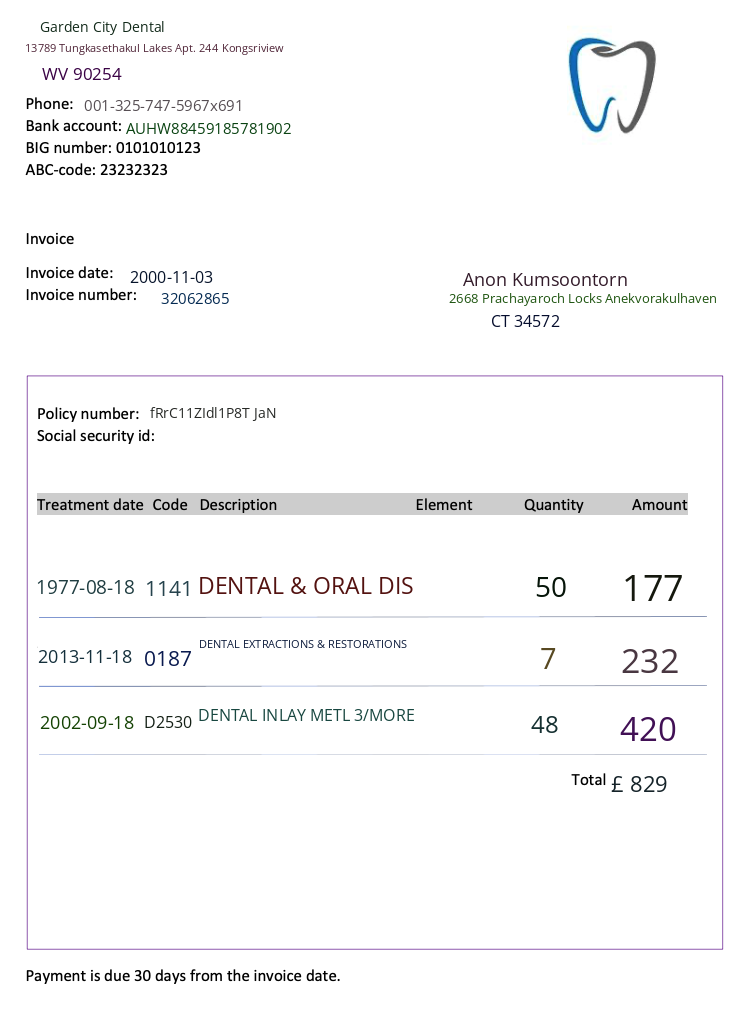 Garden City Dental
13789 Tungkasethakul Lakes Apt. 244 Kongsriview
WV 90254
Phone: 001-325-747-5967x691
Bank account: AUHW88459185781902
BIG number: 0101010123
ABC-code: 23232323
Invoice
Invoice date: 2000-11-03
Invoice number: 32062865
Anon Kumsoontorn
2668 Prachayaroch Locks Anekvorakulhaven
CT 34572
Policy number: fRrC11ZIdl1P8T JaN
Social security id:
Treatment date Code Description Element Quantity Amount
1977-08-18 1141 DENTAL & ORAL DIS 50 177
2013-11-18 0187 DENTAL EXTRACTIONS & RESTORATIONS 7 232
2002-09-18 D2530 DENTAL INLAY METL 3/MORE 48 420
Total £ 829
Payment is due 30 days from the invoice date.